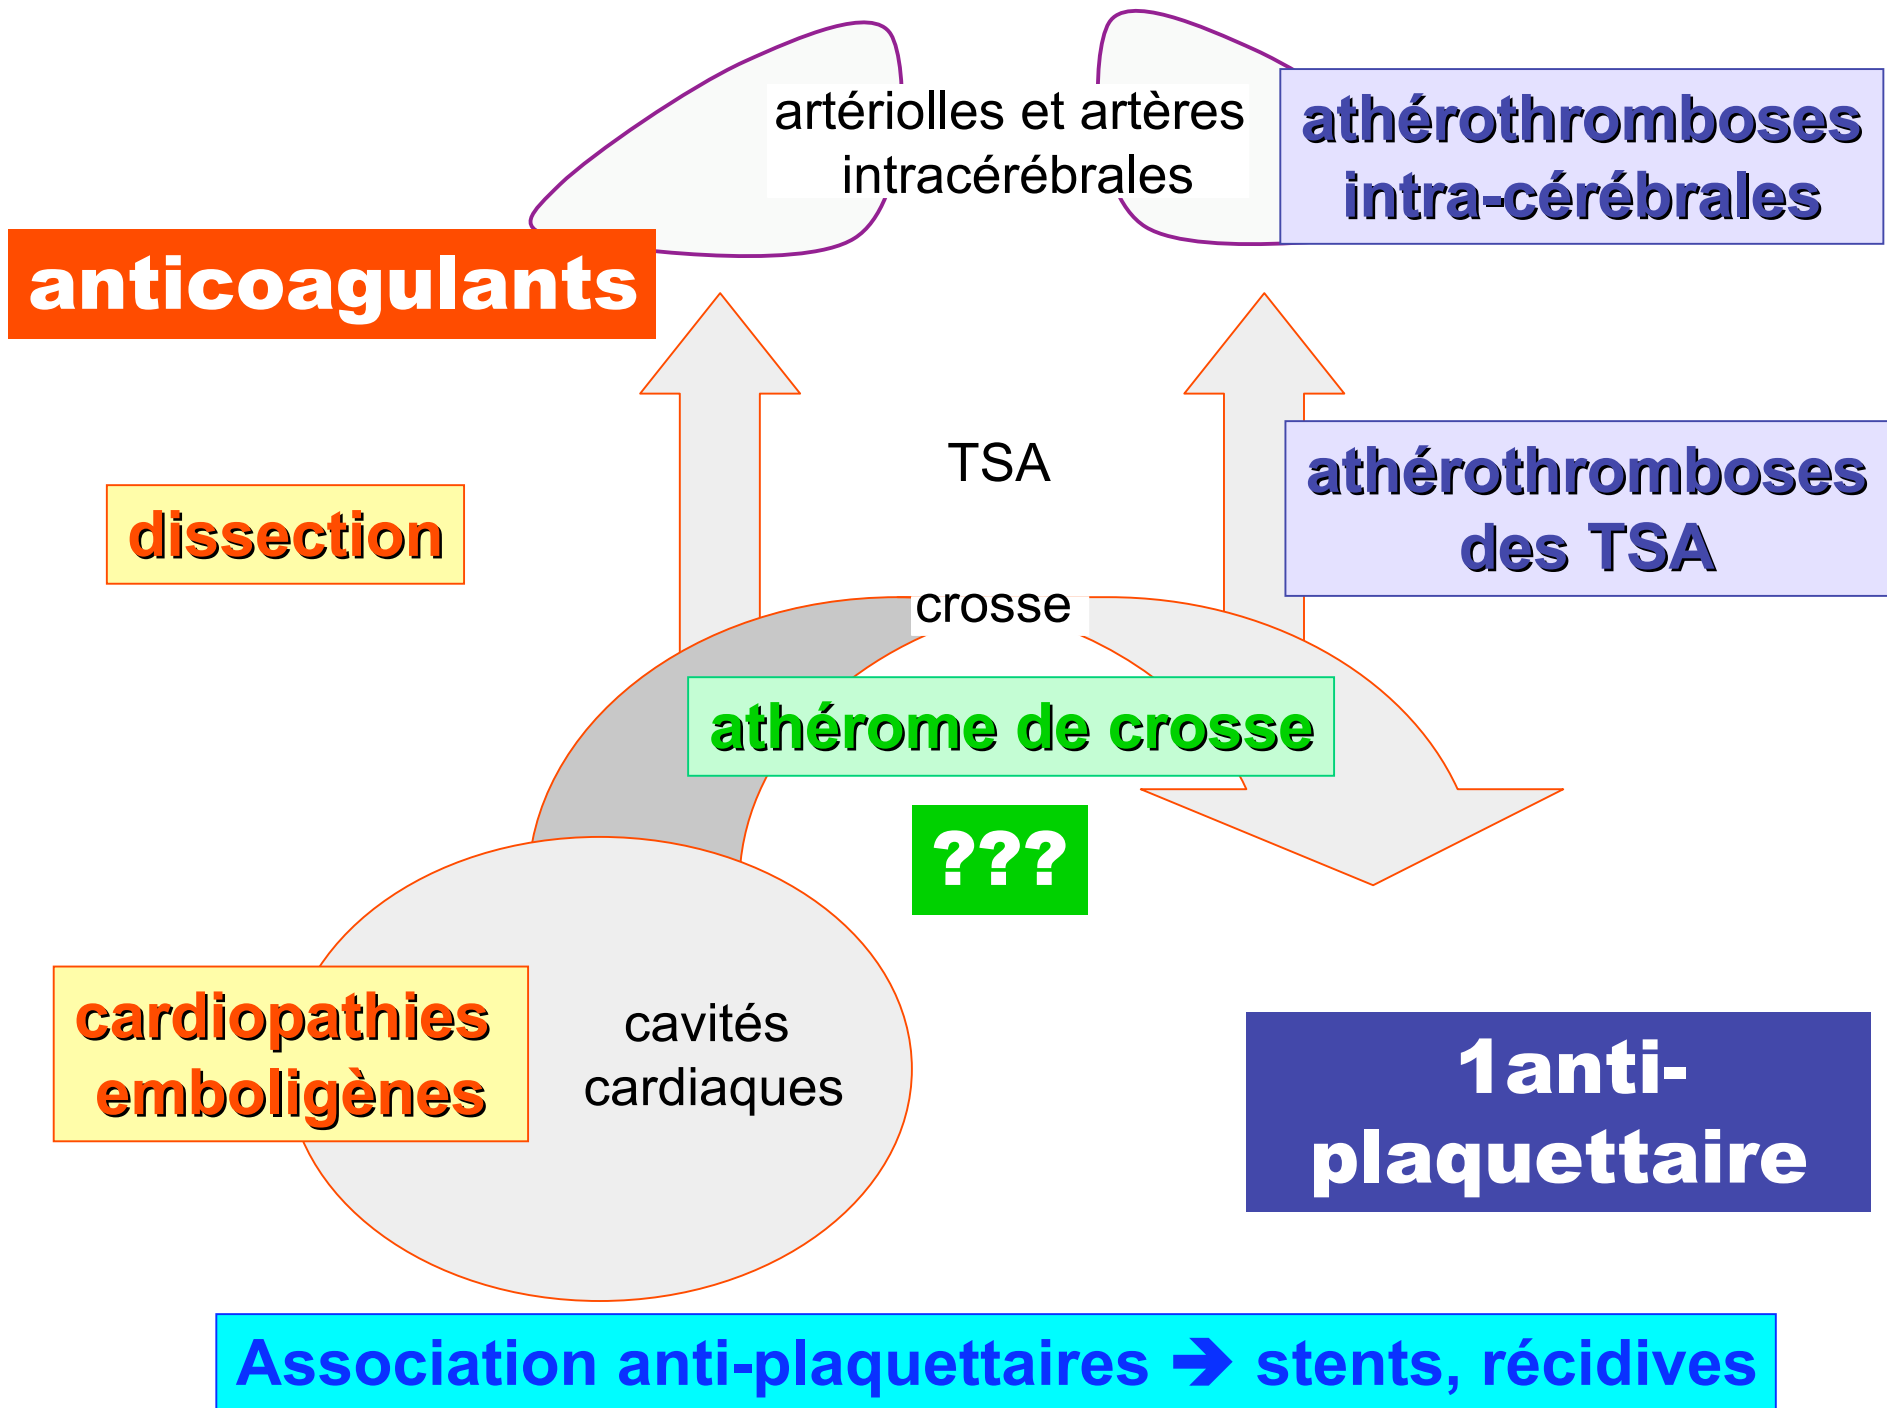 artériolles et artères
intracérébrales
athérothromboses
intra-cérébrales
anticoagulants
TSA
athérothromboses
des TSA
dissection
crosse
athérome de crosse
???
cardiopathies
emboligènes
cavités
cardiaques
1anti-
plaquettaire
Association anti-plaquettaires ➔ stents, récidives